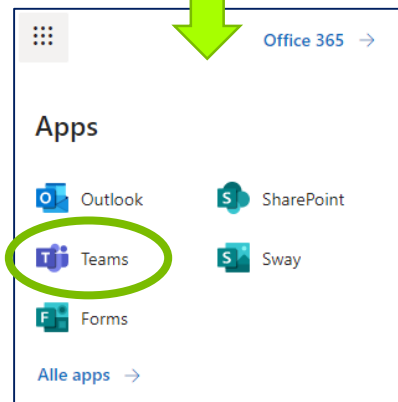 Office 365 →
Apps
Outlook
SharePoint
Teams
Sway
Forms
Alle apps →